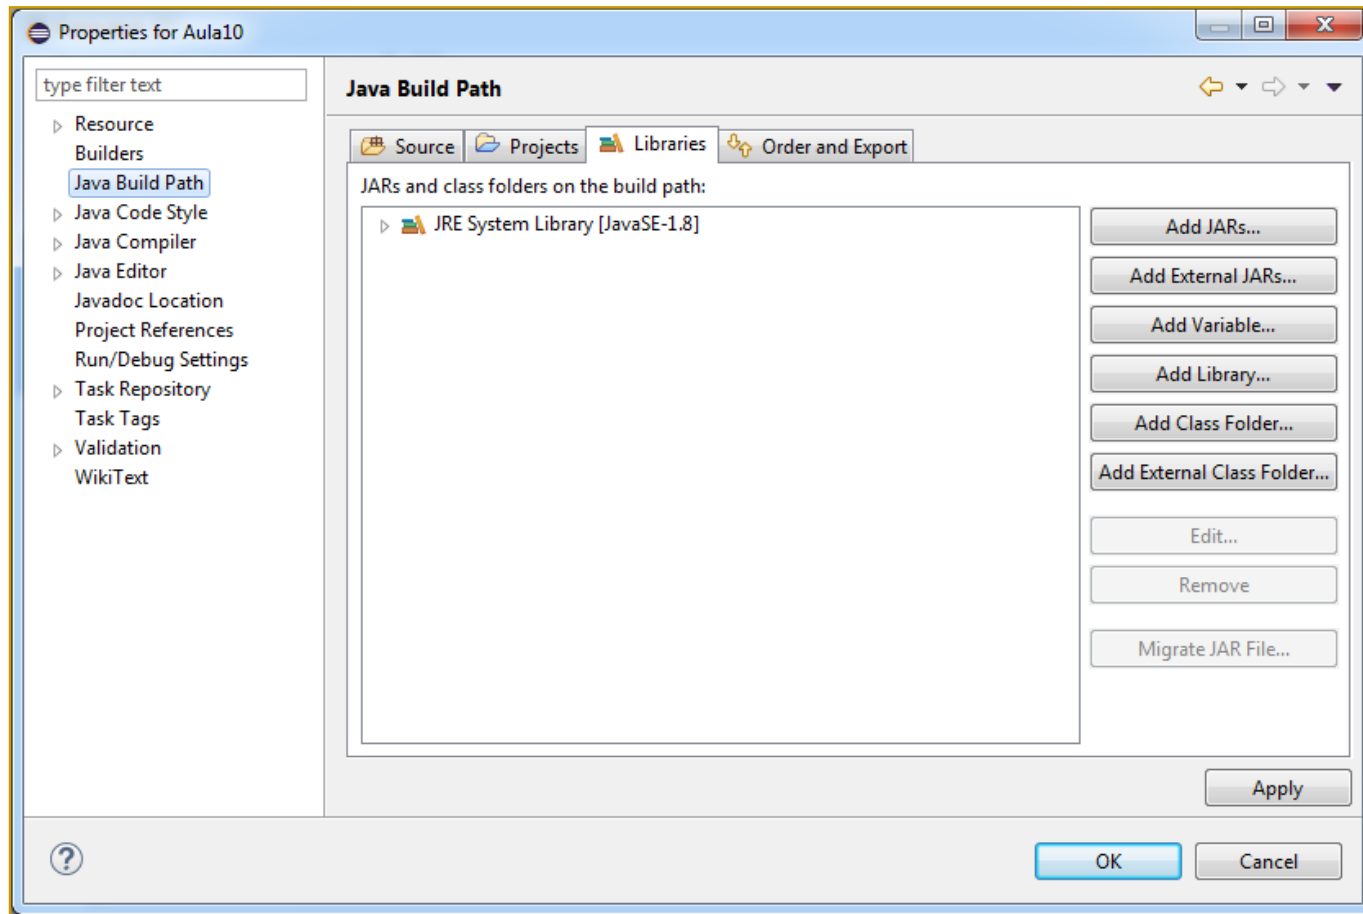 Properties for Aula10
type filter text
Resource
Builders
Java Build Path
Java Code Style
Java Compiler
Java Editor
Javadoc Location
Project References
Run/Debug Settings
Task Repository
Task Tags
Validation
WikiText
Java Build Path
Source
Projects
Libraries
Order and Export
JARs and class folders on the build path:
JRE System Library [JavaSE-1.8]
Add JARs...
Add External JARs...
Add Variable...
Add Library...
Add Class Folder...
Add External Class Folder...
Edit...
Remove
Migrate JAR File...
Apply
?
OK
Cancel